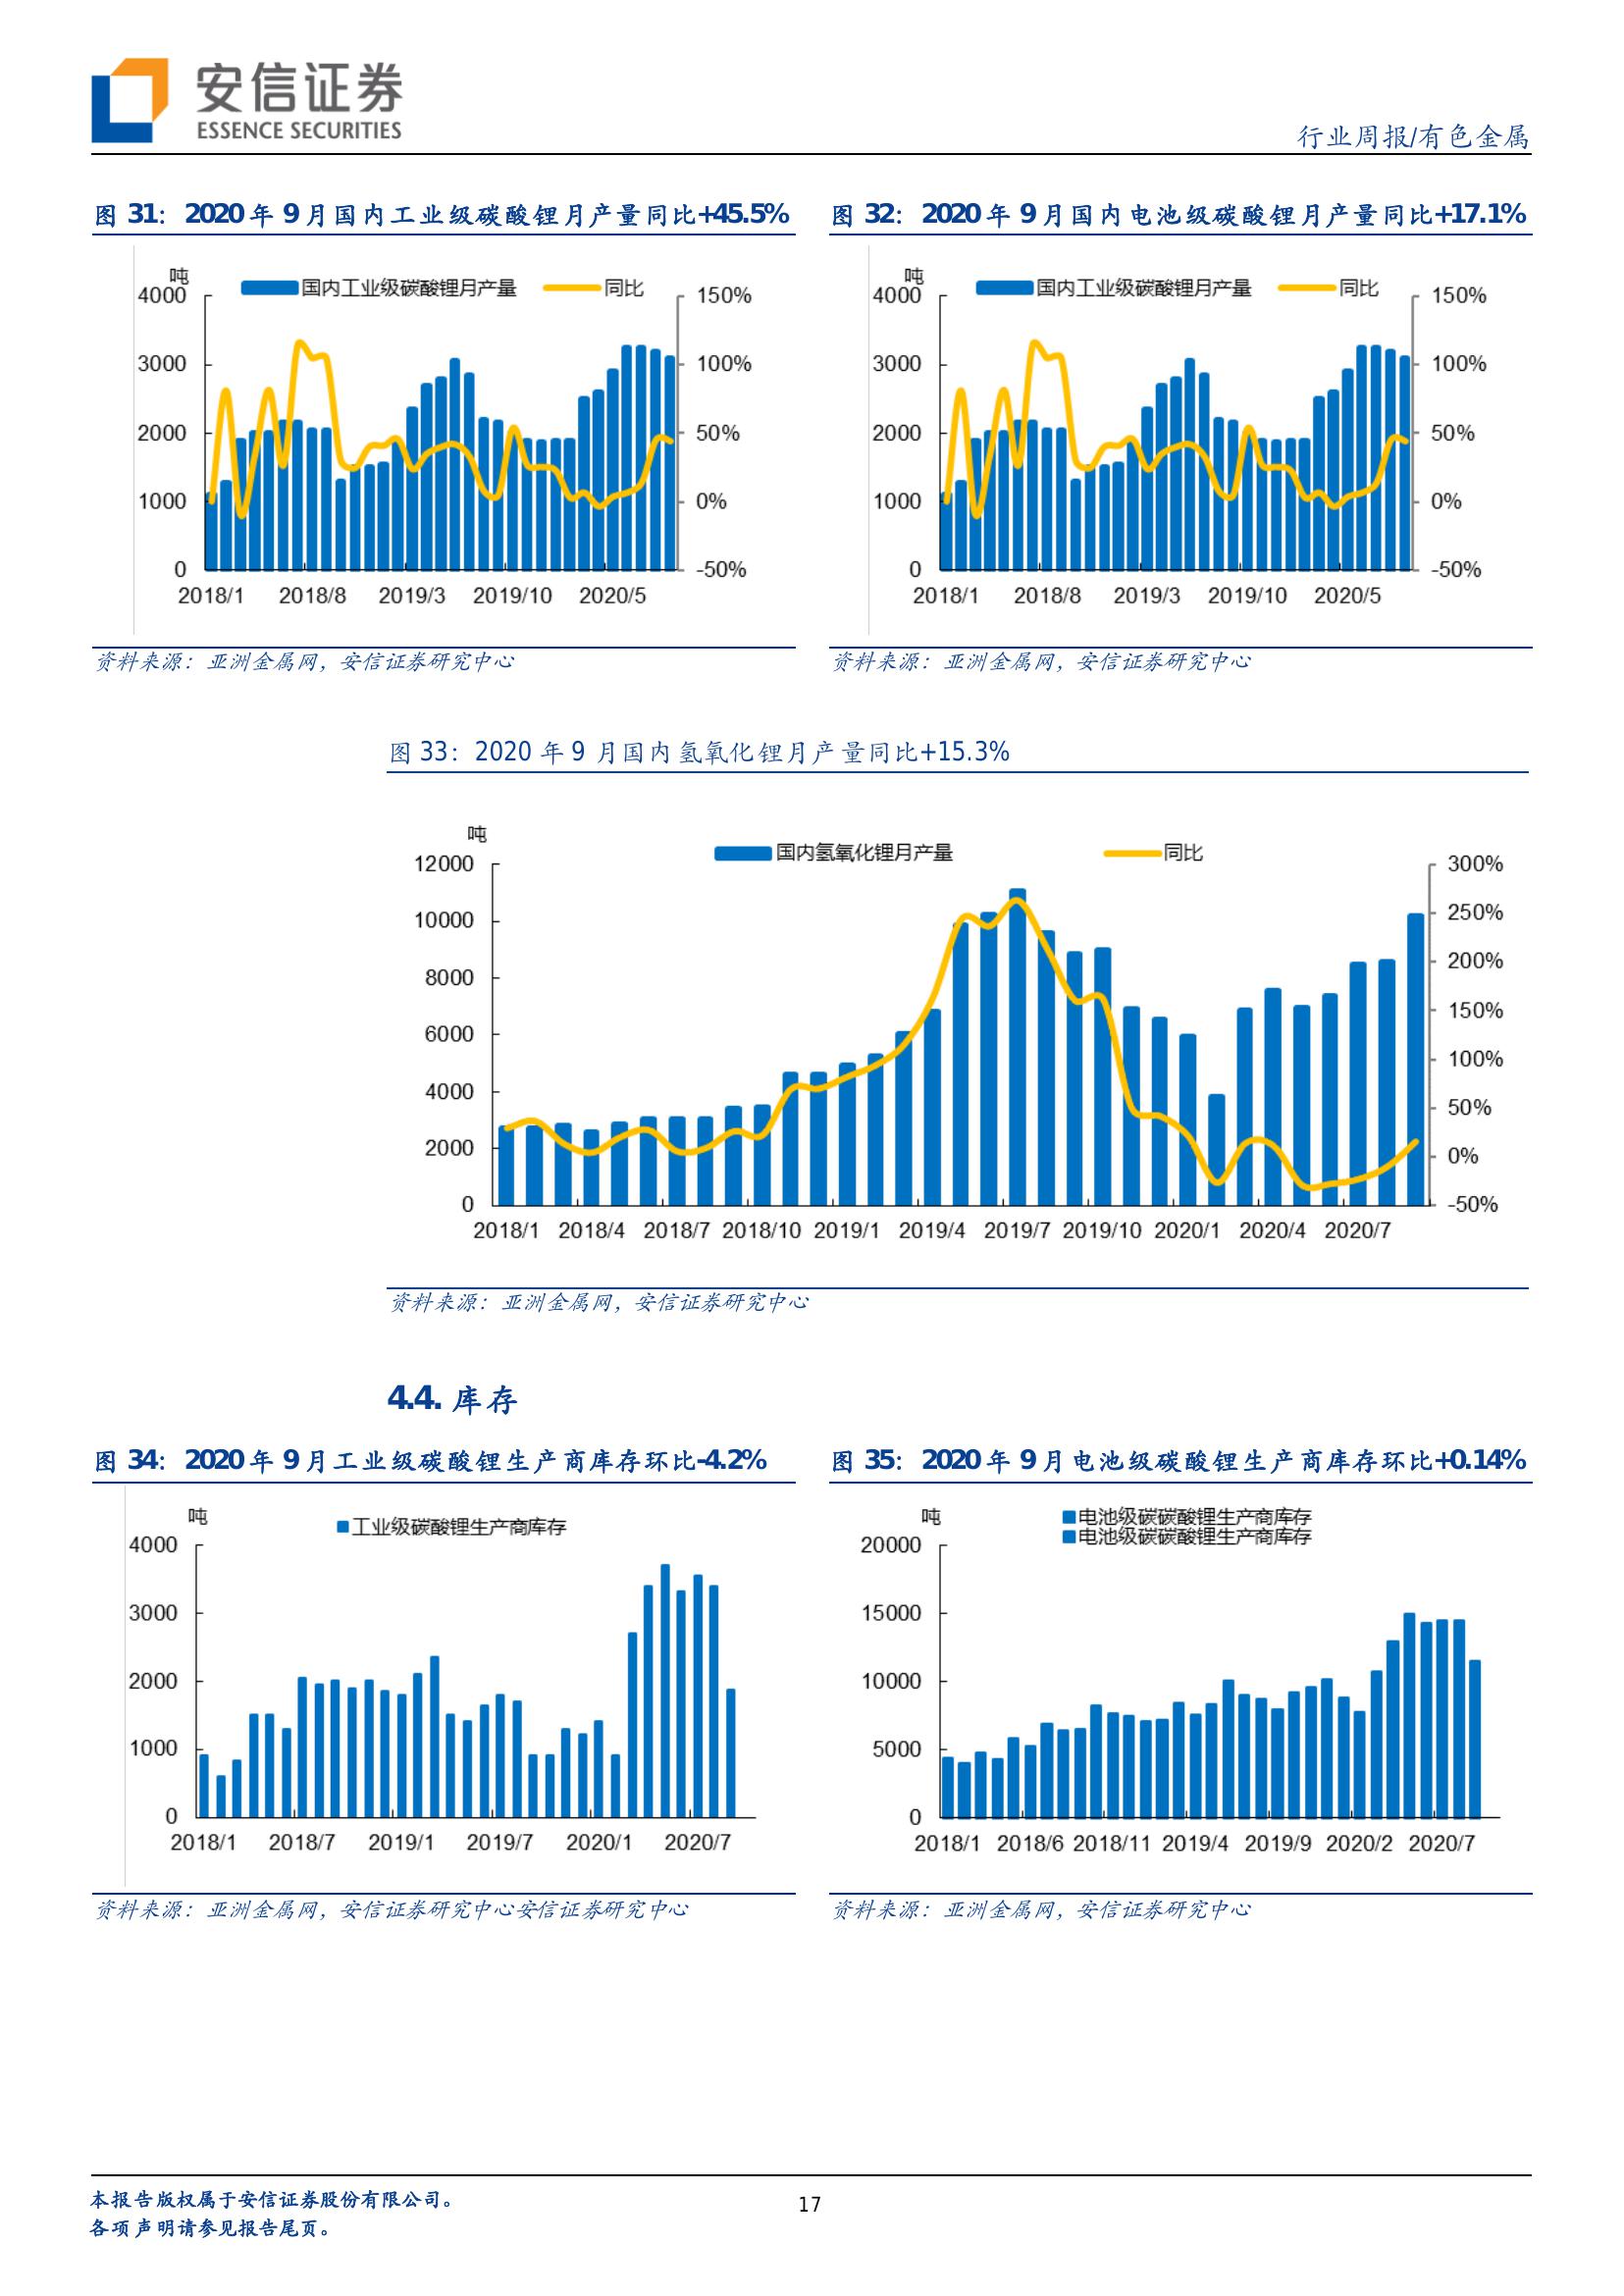 安信证券
ESSENCE SECURITIES
行业周报/有色金属
图 31： 2020 年 9 月国内工业级碳酸锂月产量同比+45.5%
吨
国内工业级碳酸锂月产量 同比
4000
3000
2000
1000
0
150%
100%
50%
0%
-50%
2018/1 2018/8 2019/3 2019/10 2020/5
资料来源：亚洲金属网，安信证券研究中心
图 32： 2020 年 9 月国内电池级碳酸锂月产量同比+17.1%
吨
国内工业级碳酸锂月产量 同比
4000
3000
2000
1000
0
150%
100%
50%
0%
-50%
2018/1 2018/8 2019/3 2019/10 2020/5
资料来源：亚洲金属网，安信证券研究中心
图 33：2020 年 9 月国内氢氧化锂月产量同比+15.3%
吨
国内氢氧化锂月产量 同比
12000
10000
8000
6000
4000
2000
0
300%
250%
200%
150%
100%
50%
0%
-50%
2018/1 2018/4 2018/7 2018/10 2019/1 2019/4 2019/7 2019/10 2020/1 2020/4 2020/7
资料来源：亚洲金属网，安信证券研究中心
4.4. 库存
图 34： 2020 年 9 月工业级碳酸锂生产商库存环比-4.2%
吨
工业级碳酸锂生产商库存
4000
3000
2000
1000
0
2018/1 2018/7 2019/1 2019/7 2020/1 2020/7
资料来源：亚洲金属网，安信证券研究中心安信证券研究中心
图 35： 2020 年 9 月电池级碳酸锂生产商库存环比+0.14%
吨
电池级碳碳酸锂生产商库存
电池级碳碳酸锂生产商库存
20000
15000
10000
5000
0
2018/1 2018/6 2018/11 2019/4 2019/9 2020/2 2020/7
资料来源：亚洲金属网，安信证券研究中心
本报告版权属于安信证券股份有限公司。
各项声明请参见报告尾页。
17